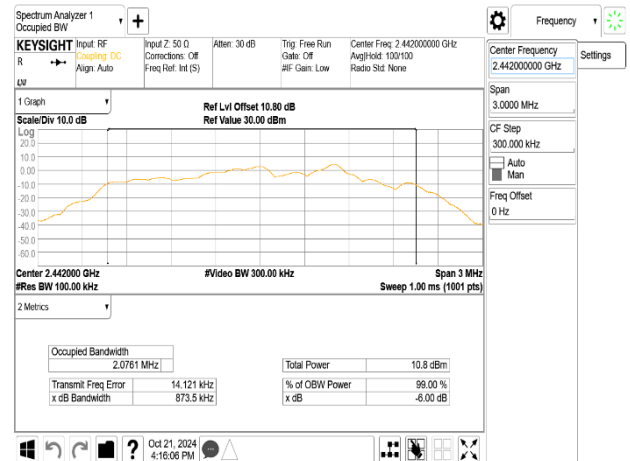 Spectrum Analyzer 1
Occupied BW
Frequency
KEYSIGHT
R
LXI
Input: RF
Coupling: DC
Align: Auto
Input Z: 50 Ω
Corrections: Off
Freq Ref: Int (S)
Atten: 30 dB
Trig: Free Run
Gate: Off
#IF Gain: Low
Center Freq: 2.442000000 GHz
Avg|Hold: 100/100
Radio Std: None
Center Frequency
2.442000000 GHz
Settings
Span
3.0000 MHz
CF Step
300.000 kHz
Auto
Man
Freq Offset
0 Hz
1 Graph
Scale/Div 10.0 dB
Ref Lvl Offset 10.80 dB
Ref Value 30.00 dBm
Log
20.0
10.0
0.00
-10.0
-20.0
-30.0
-40.0
-50.0
-60.0
Center 2.442000 GHz
#Res BW 100.00 kHz
#Video BW 300.00 kHz
Span 3 MHz
Sweep 1.00 ms (1001 pts)
2 Metrics
Occupied Bandwidth
2.0761 MHz
Total Power 10.8 dBm
Transmit Freq Error 14.121 kHz
% of OBW Power 99.00 %
x dB Bandwidth 873.5 kHz
x dB -6.00 dB
?
Oct 21, 2024
4:16:06 PM